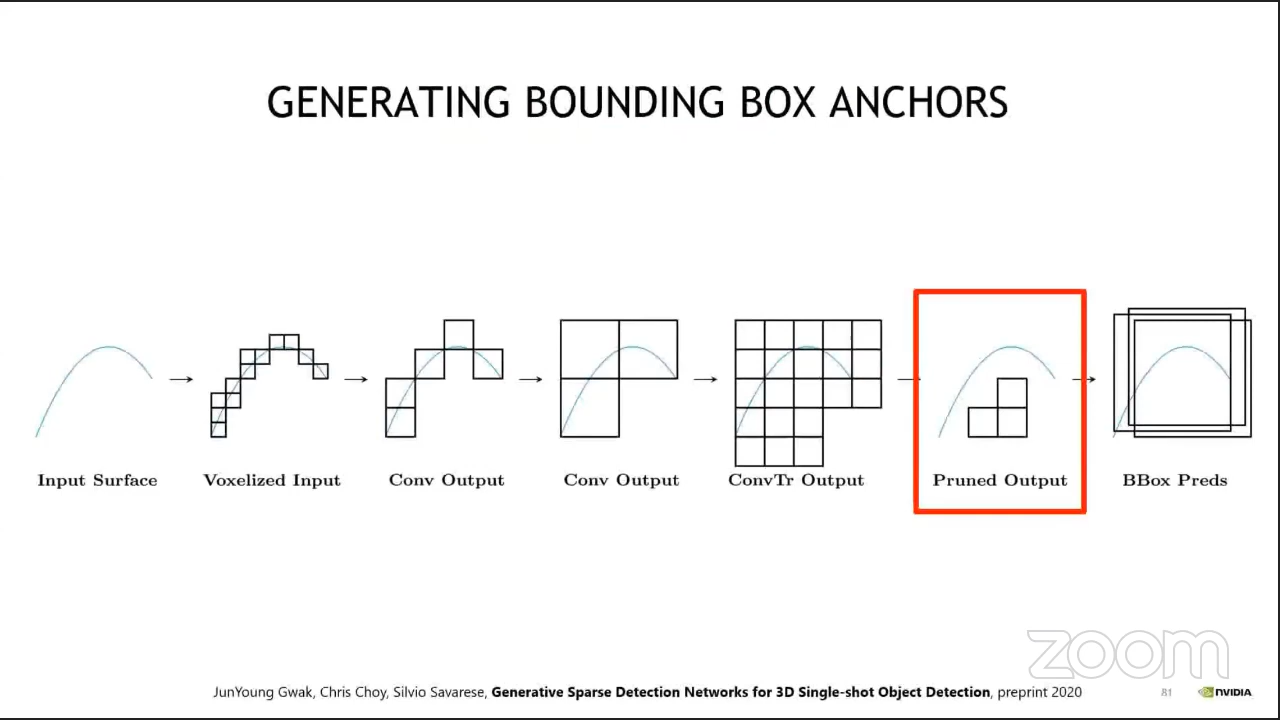 GENERATING BOUNDING BOX ANCHORS
Input Surface
Voxelized Input
Conv Output
Conv Output
ConvTr Output
Pruned Output
BBox Preds
zoom
JunYoung Gwak, Chris Choy, Silvio Savarese, Generative Sparse Detection Networks for 3D Single-shot Object Detection, preprint 2020
81
NVIDIA